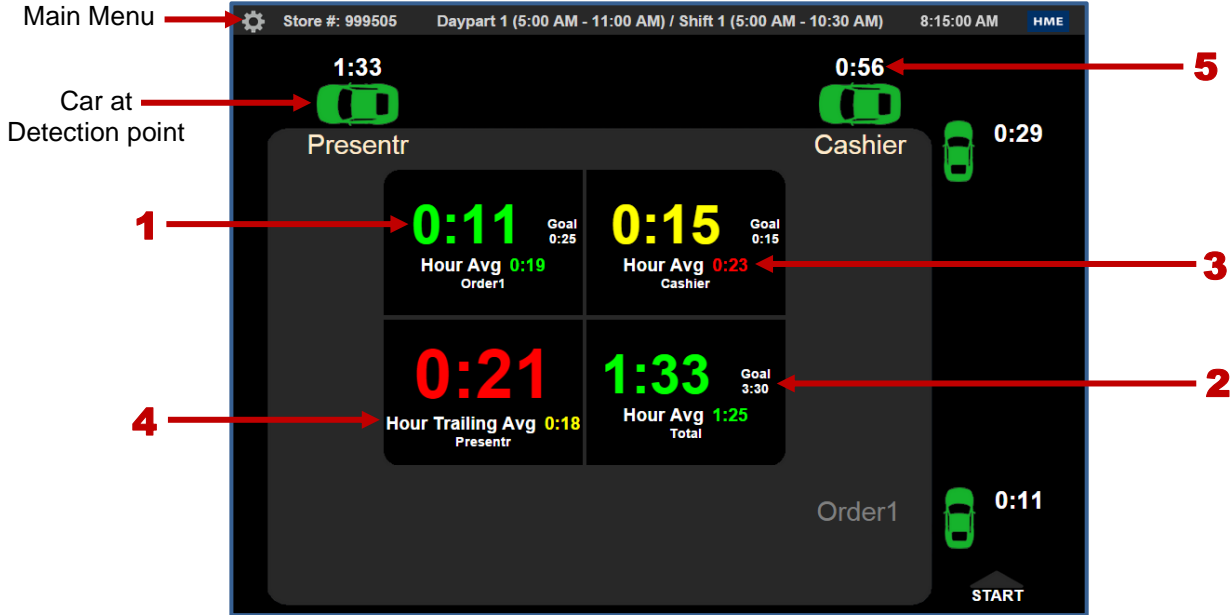 Main Menu
Store #: 999505
Daypart 1 (5:00 AM - 11:00 AM) / Shift 1 (5:00 AM - 10:30 AM)
8:15:00 AM
HME
1:33
0:56
5
Car at
Detection point
Presentr
Cashier
0:29
1
0:11
Goal
0:25
Hour Avg 0:19
Order1
0:15
Goal
0:15
Hour Avg 0:23
Cashier
3
0:21
Hour Trailing Avg 0:18
Presentr
4
1:33
Goal
3:30
Hour Avg 1:25
Total
2
Order1
0:11
START